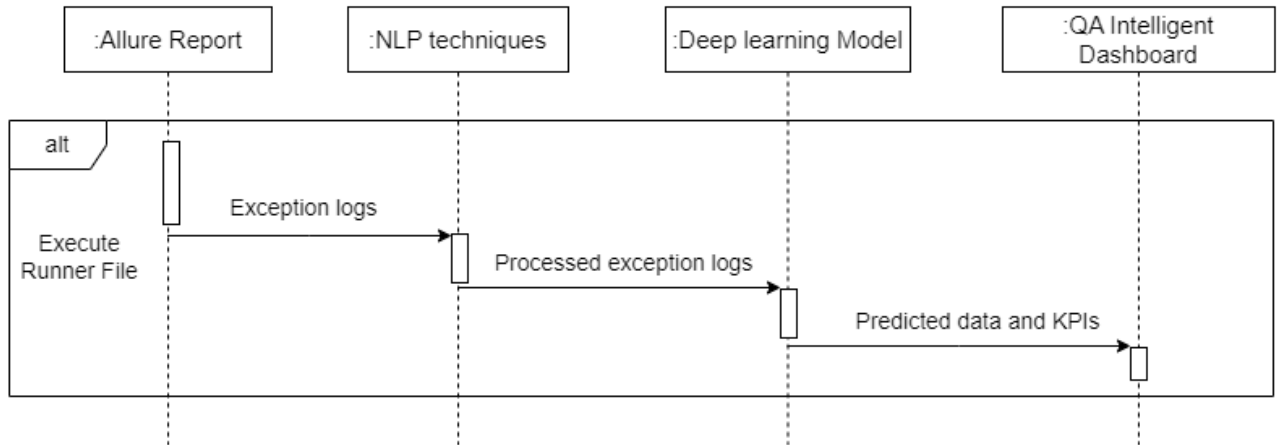 :Allure Report
:NLP techniques
:Deep learning Model
:QA Intelligent
Dashboard
alt
Exception logs
Execute
Runner File
Processed exception logs
Predicted data and KPIs